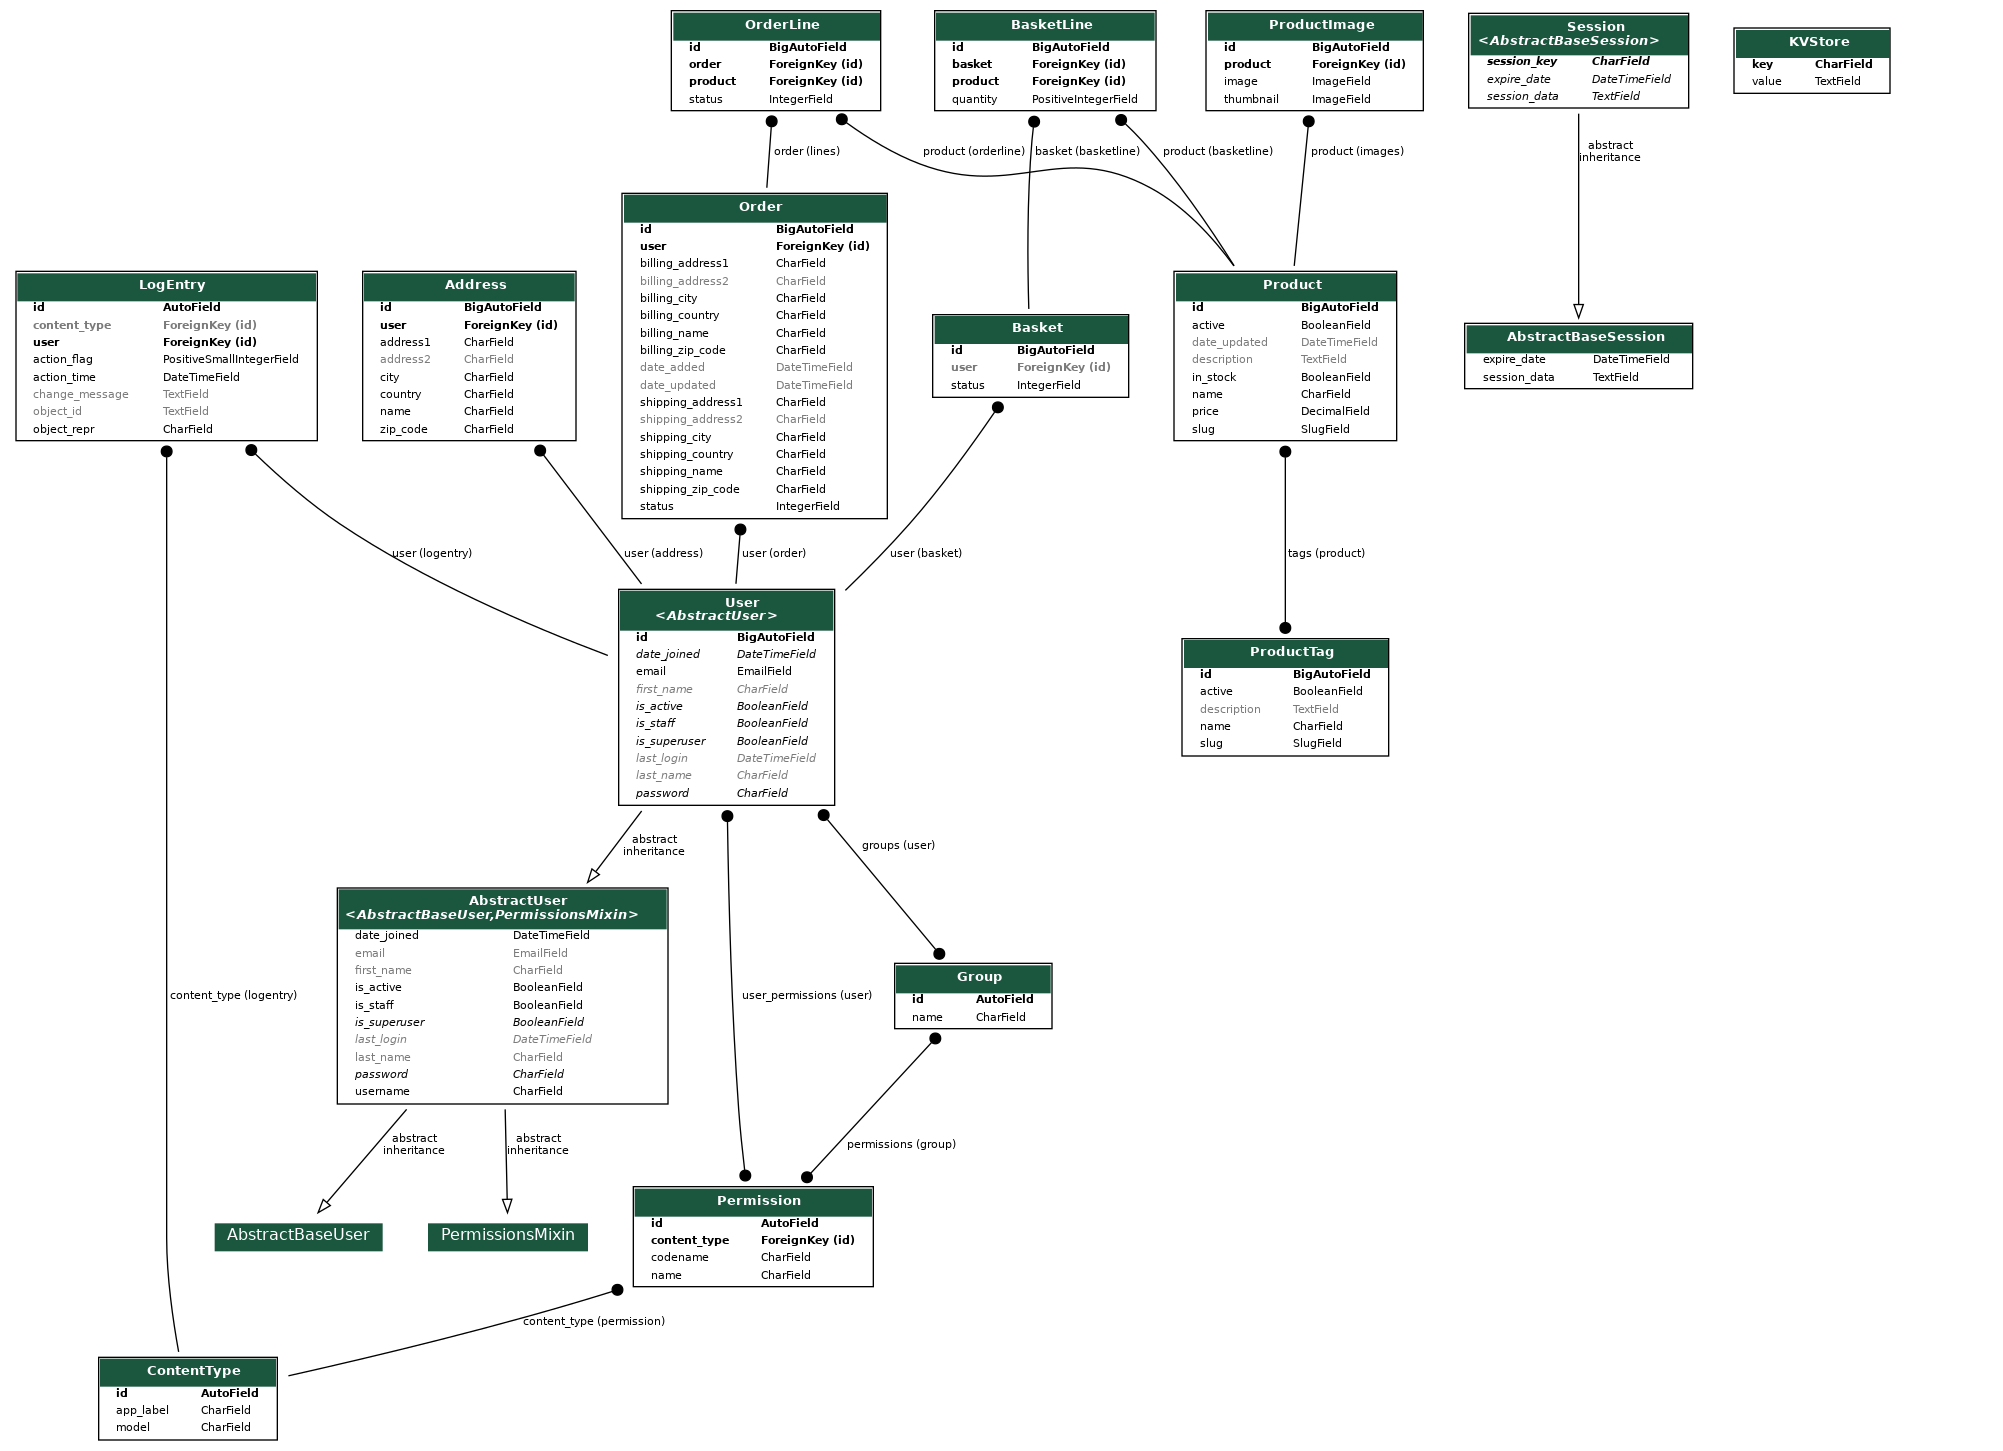 OrderLine
id BigAutoField
order ForeignKey (id)
product ForeignKey (id)
status IntegerField
BasketLine
id BigAutoField
basket ForeignKey (id)
product ForeignKey (id)
quantity PositiveIntegerField
ProductImage
id BigAutoField
product ForeignKey (id)
image ImageField
thumbnail ImageField
Session
<AbstractBaseSession>
session_key CharField
expire_date DateTimeField
session_data TextField
KVStore
key CharField
value TextField
order (lines)
product (orderline)
basket (basketline)
product (basketline)
product (images)
abstract
inheritance
Order
id BigAutoField
user ForeignKey (id)
billing_address1 CharField
billing_address2 CharField
billing_city CharField
billing_country CharField
billing_name CharField
billing_zip_code CharField
date_added DateTimeField
date_updated DateTimeField
shipping_address1 CharField
shipping_address2 CharField
shipping_city CharField
shipping_country CharField
shipping_name CharField
shipping_zip_code CharField
status IntegerField
LogEntry
id AutoField
content_type ForeignKey (id)
user ForeignKey (id)
action_flag PositiveSmallIntegerField
action_time DateTimeField
change_message TextField
object_id TextField
object_repr CharField
Address
id BigAutoField
user ForeignKey (id)
address1 CharField
address2 CharField
city CharField
country CharField
name CharField
zip_code CharField
Basket
id BigAutoField
user ForeignKey (id)
status IntegerField
Product
id BigAutoField
active BooleanField
date_updated DateTimeField
description TextField
in_stock BooleanField
name CharField
price DecimalField
slug SlugField
AbstractBaseSession
expire_date DateTimeField
session_data TextField
user (logentry)
user (address)
user (order)
user (basket)
tags (product)
User
<AbstractUser>
id BigAutoField
date_joined DateTimeField
email EmailField
first_name CharField
is_active BooleanField
is_staff BooleanField
is_superuser BooleanField
last_login DateTimeField
last_name CharField
password CharField
ProductTag
id BigAutoField
active BooleanField
description TextField
name CharField
slug SlugField
abstract
inheritance
groups (user)
AbstractUser
<AbstractBaseUser,PermissionsMixin>
date_joined DateTimeField
email EmailField
first_name CharField
is_active BooleanField
is_staff BooleanField
is_superuser BooleanField
last_login DateTimeField
last_name CharField
password CharField
username CharField
content_type (logentry)
user_permissions (user)
Group
id AutoField
name CharField
abstract
inheritance
abstract
inheritance
permissions (group)
AbstractBaseUser
PermissionsMixin
Permission
id AutoField
content_type ForeignKey (id)
codename CharField
name CharField
content_type (permission)
ContentType
id AutoField
app_label CharField
model CharField